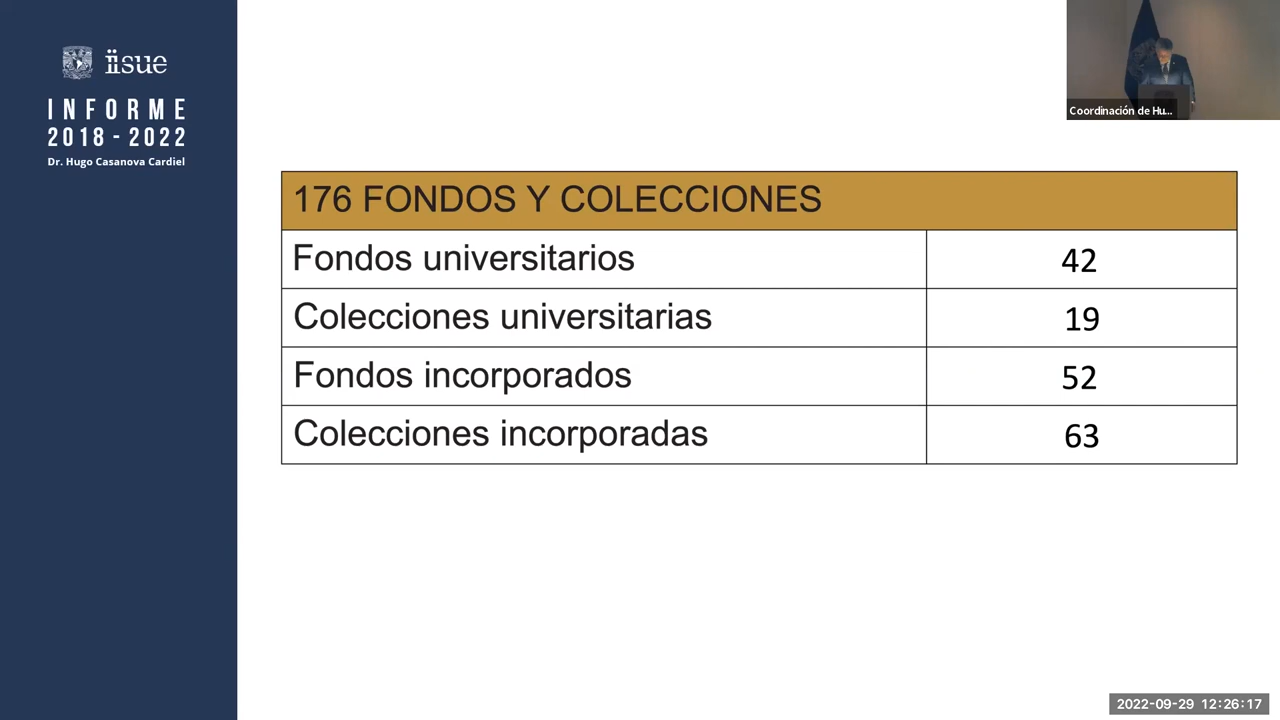 iisue
INFORME
2018-2022
Dr. Hugo Casanova Cardiel
Coordinación de Hu...
176 FONDOS Y COLECCIONES
Fondos universitarios 42
Colecciones universitarias 19
Fondos incorporados 52
Colecciones incorporadas 63
2022-09-29 12:26:17